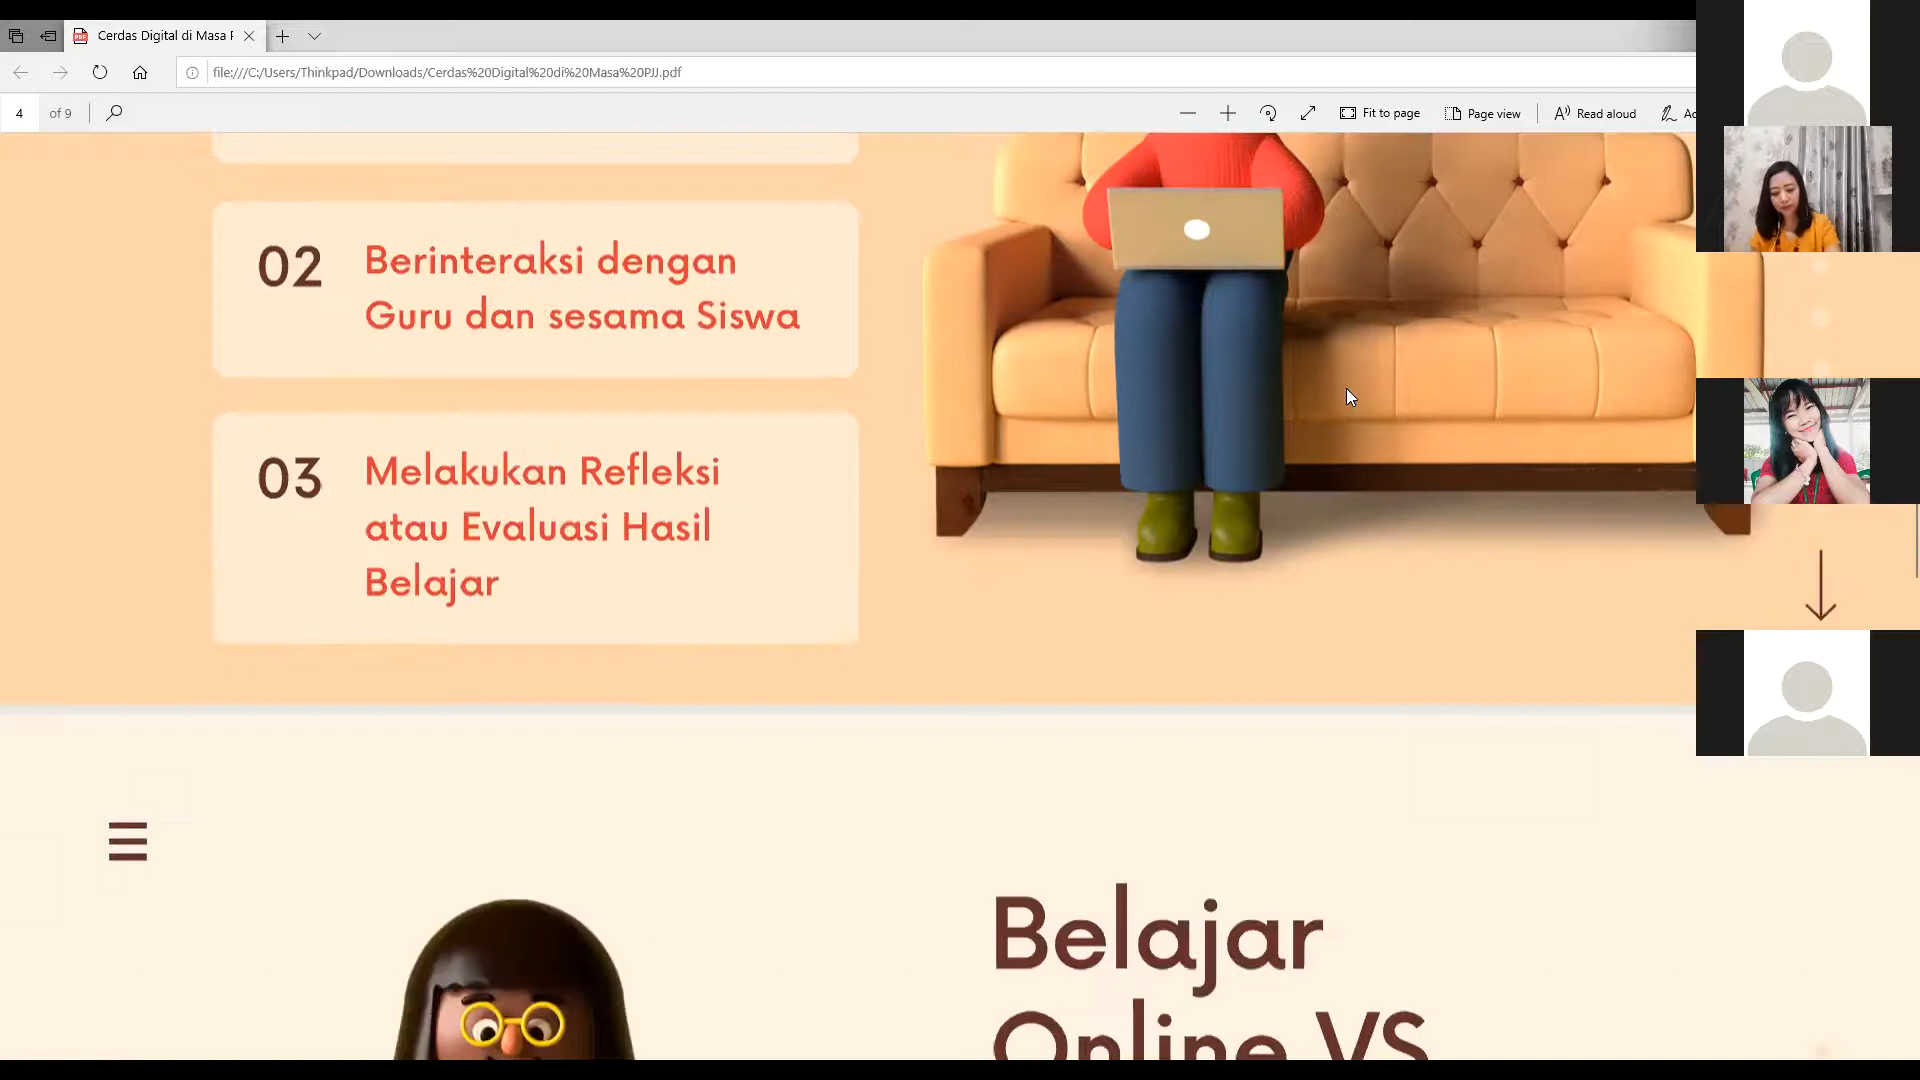 Cerdas Digital di Masa P
file:///C:/Users/Thinkpad/Downloads/Cerdas%20Digital%20di%20Masa%20PJJ.pdf
4 of 9
Fit to page
Page view
Read aloud
02
Berinteraksi dengan
Guru dan sesama Siswa
03
Melakukan Refleksi
atau Evaluasi Hasil
Belajar
Belajar
Online VS